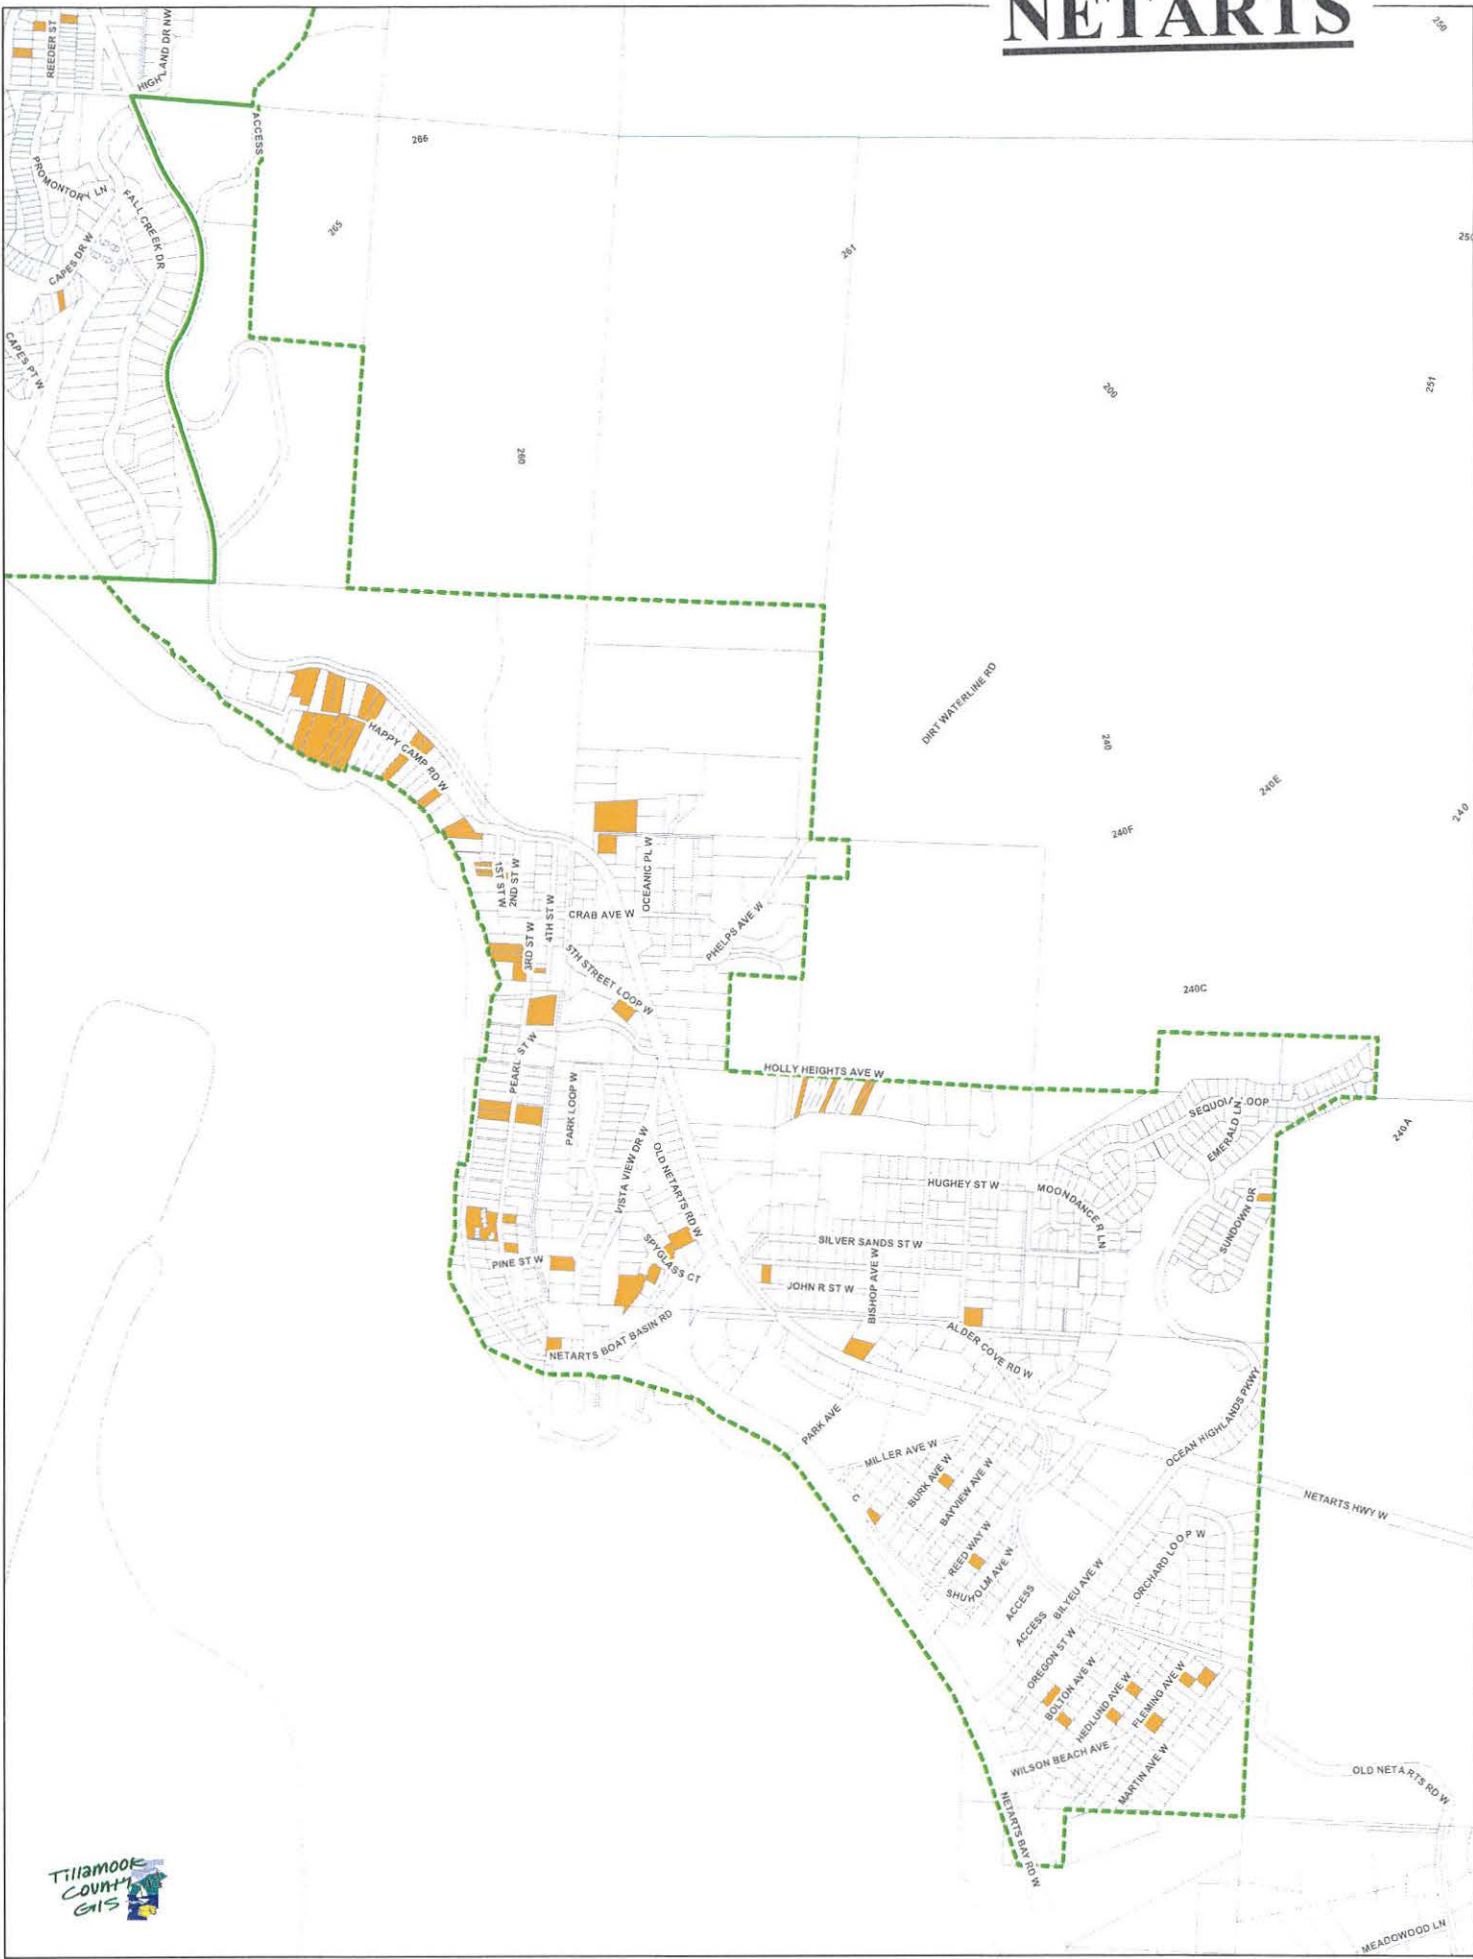 NETARTS
250
REEDER ST
HIGHLAND DR NW
ACCESS
266
PROMONTORY LN
FALL CREEK DR
265
CAPES DR W
261
CAPES PT W
200
251
260
DIRT WATERLINE RD
240
240E
240
240F
HAPPY CAMP RD W
1ST ST W
2ND ST W
OCEANIC PL W
4TH ST W
CRAB AVE W
3RD ST W
PHELPS AVE W
5TH STREET LOOP W
240C
PEARL ST W
HOLLY HEIGHTS AVE W
PARK LOOP W
SEQUOIA LOOP
EMERALD LN
240A
VISTA VIEW DR W
OLD NETARTS RD W
HUGHEY ST W
MOONDANCER LN
SUNDOWN DR
SILVER SANDS ST W
SPYGLASS CT
PINE ST W
BISHOP AVE W
JOHN R ST W
NETARTS BOAT BASIN RD
ALDER COVE RD W
OCEAN HIGHLANDS PKWY
PARK AVE
MILLER AVE W
BURK AVE W
BAYVIEW AVE W
C
NETARTS HWY W
REED WAY W
SHUHOLM AVE W
ORCHARD LOOP W
ACCESS
BILYEU AVE W
ACCESS
OREGON ST W
BOLTON AVE W
HEDLUND AVE W
FLEMING AVE W
WILSON BEACH AVE
MARTIN AVE W
OLD NETARTS RD W
NETARTS BAY RD W
MEADOWOOD LN
Tillamook
County
GIS